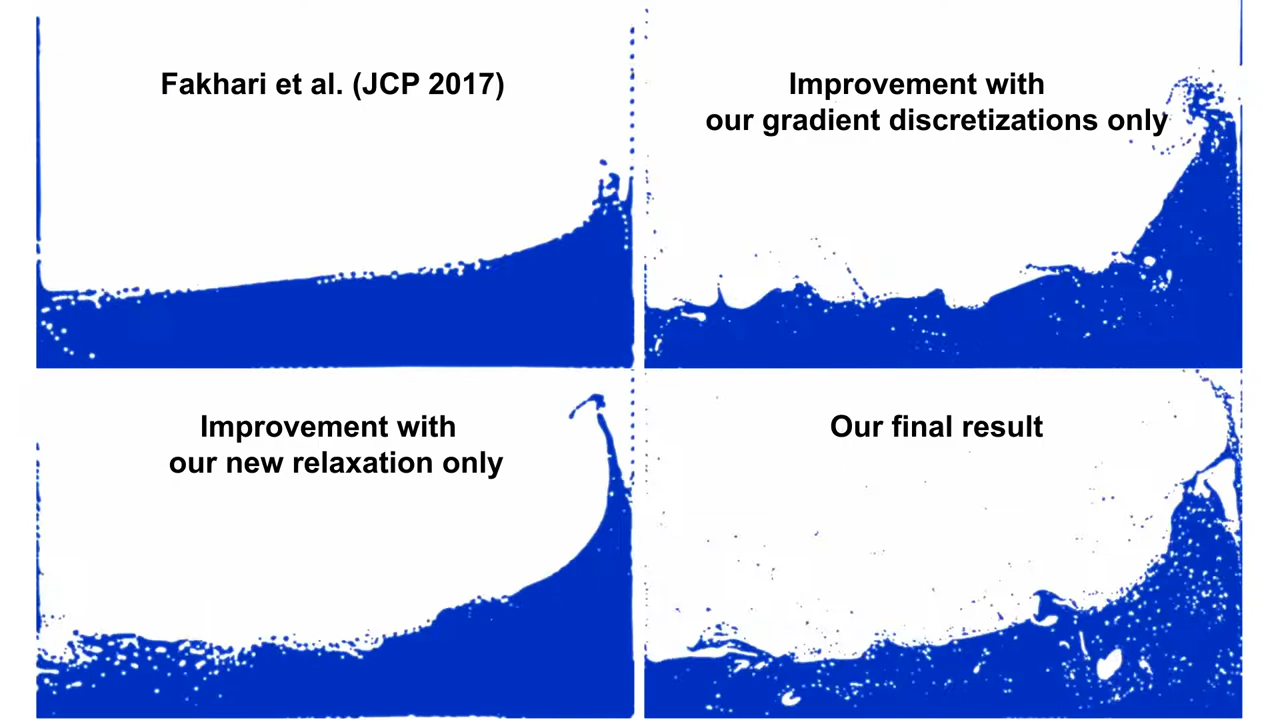 Fakhari et al. (JCP 2017)
Improvement with
our gradient discretizations only
Improvement with
our new relaxation only
Our final result